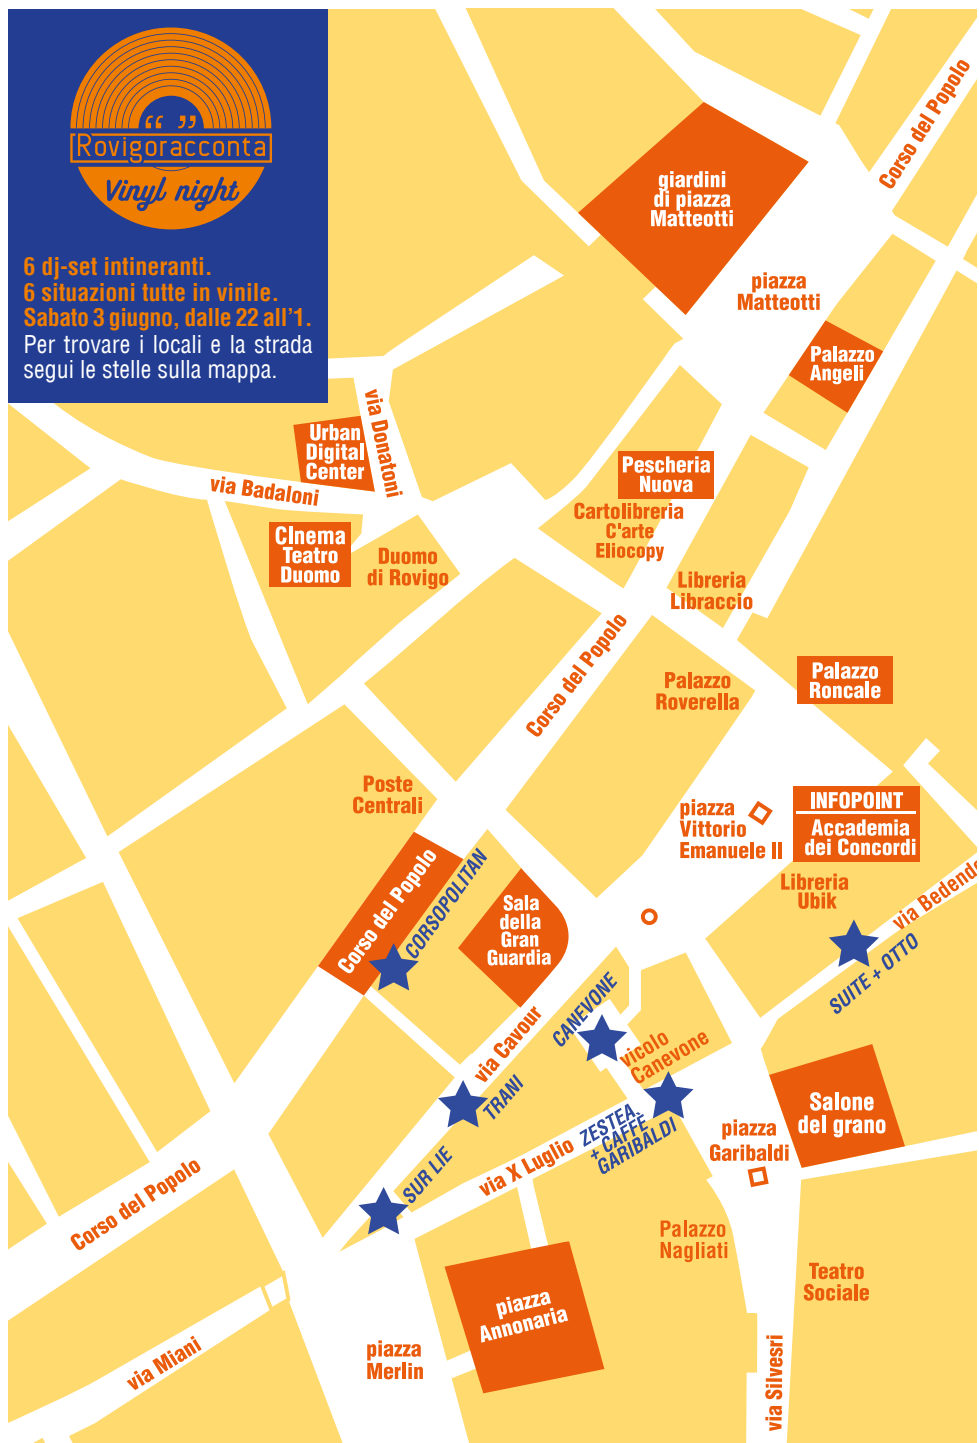 “ ”
Rovigoracconta
Vinyl night
6 dj-set intineranti.
6 situazioni tutte in vinile.
Sabato 3 giugno, dalle 22 all'1.
Per trovare i locali e la strada
segui le stelle sulla mappa.
Corso del Popolo
giardini
di piazza
Matteotti
piazza
Matteotti
Palazzo
Angeli
via Donatoni
Urban
Digital
Center
via Badaloni
Pescheria
Nuova
Cartolibreria
C'arte
Eliocopy
CInema
Teatro
Duomo
Duomo
di Rovigo
Libreria
Libraccio
Corso del Popolo
Palazzo
Roverella
Palazzo
Roncale
Poste
Centrali
piazza
Vittorio
Emanuele II
INFOPOINT
Accademia
dei Concordi
Libreria
Ubik
via Bedendo
Corso del Popolo
CORSOPOLITAN
Sala
della
Gran
Guardia
SUITE + OTTO
CANEVONE
via Cavour
vicolo
Canevone
TRANI
ZESTEA
+ CAFFÈ
GARIBALDI
Salone
del grano
piazza
Garibaldi
via X Luglio
SUR LIE
Corso del Popolo
Palazzo
Nagliati
Teatro
Sociale
piazza
Annonaria
piazza
Merlin
via Miani
via Silvesri